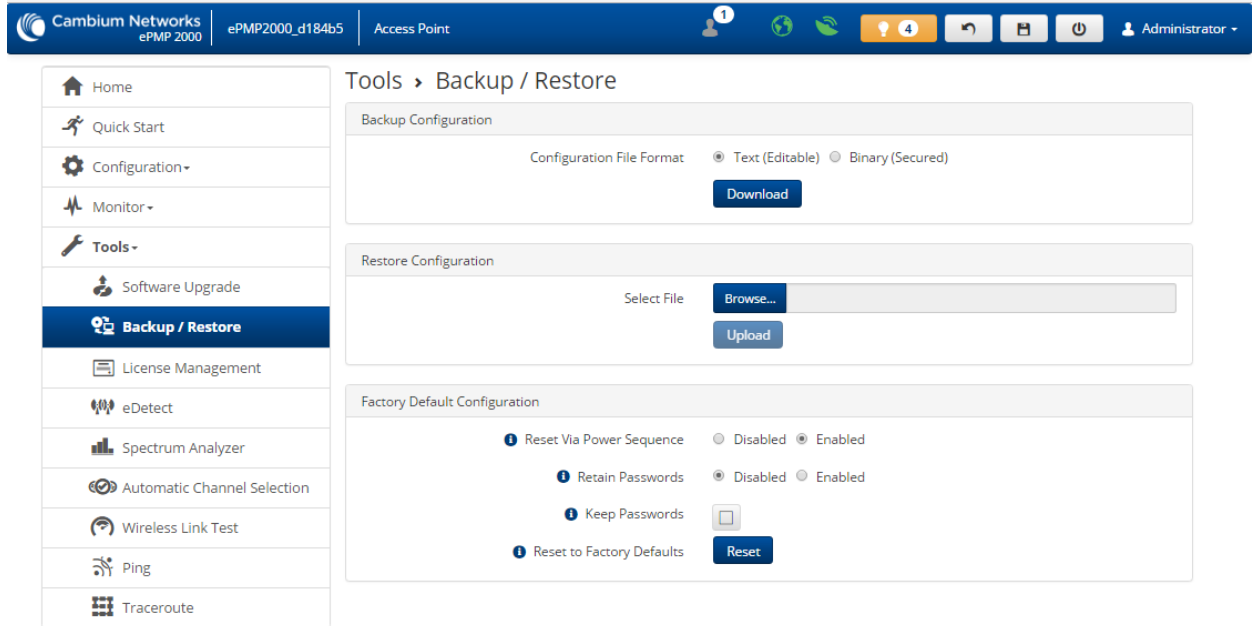 Cambium Networks
ePMP 2000
ePMP2000_d184b5
Access Point
1
4
Administrator
Home
Quick Start
Configuration
Monitor
Tools
Software Upgrade
Backup / Restore
License Management
eDetect
Spectrum Analyzer
Automatic Channel Selection
Wireless Link Test
Ping
Traceroute
Tools › Backup / Restore
Backup Configuration
Configuration File Format Text (Editable) Binary (Secured)
Download
Restore Configuration
Select File Browse...
Upload
Factory Default Configuration
Reset Via Power Sequence Disabled Enabled
Retain Passwords Disabled Enabled
Keep Passwords
Reset to Factory Defaults Reset